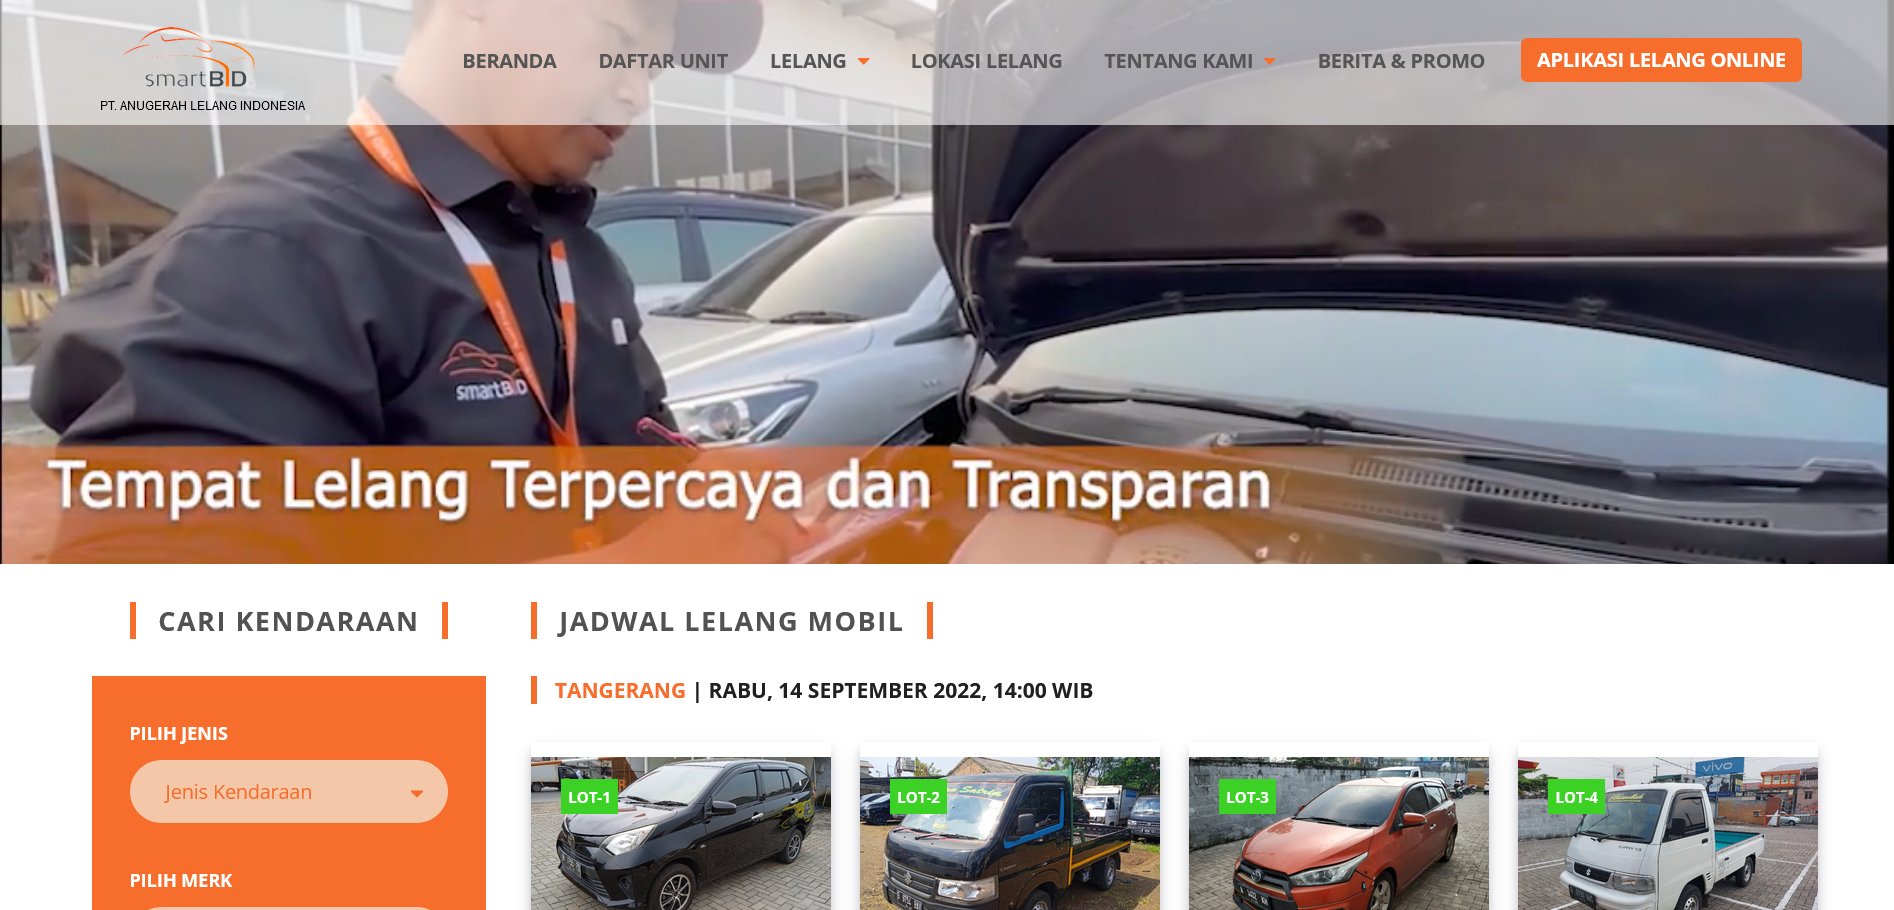 smartBID
PT. ANUGERAH LELANG INDONESIA
BERANDA
DAFTAR UNIT
LELANG
LOKASI LELANG
TENTANG KAMI
BERITA & PROMO
APLIKASI LELANG ONLINE
smartBID
Tempat Lelang Terpercaya dan Transparan
CARI KENDARAAN
JADWAL LELANG MOBIL
TANGERANG | RABU, 14 SEPTEMBER 2022, 14:00 WIB
PILIH JENIS
Jenis Kendaraan
PILIH MERK
LOT-1
LOT-2
LOT-3
LOT-4
vivo